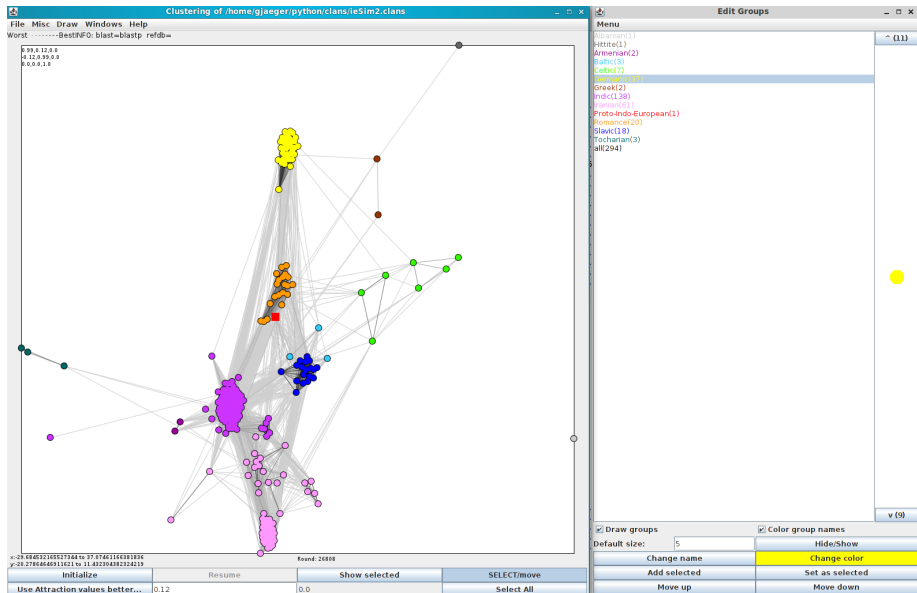 Clustering of /home/gjaeger/python/clans/ieSim2.clans
File Misc Draw Windows Help
Worst --------BestINFO: blast=blastp refdb=
0.99,0.12,0.0
-0.12,0.99,0.0
0.0,0.0,1.0
x:-29.684532165527344 to 37.07461166381836
y:-20.27864646911621 to 11.432304382324219
Round: 26808
Initialize Resume Show selected SELECT/move
Use Attraction values better... 0.12 0.0 Select All
Edit Groups
Menu
Albanian(1)
Hittite(1)
Armenian(2)
Baltic(3)
Celtic(7)
Greek(2)
Indic(138)
Iranian(61)
Proto-Indo-European(1)
Romance(20)
Slavic(18)
Tocharian(3)
all(294)
^ (11)
v (9)
Draw groups Color group names
Default size: 5 Hide/Show
Change name Change color
Add selected Set as selected
Move up Move down